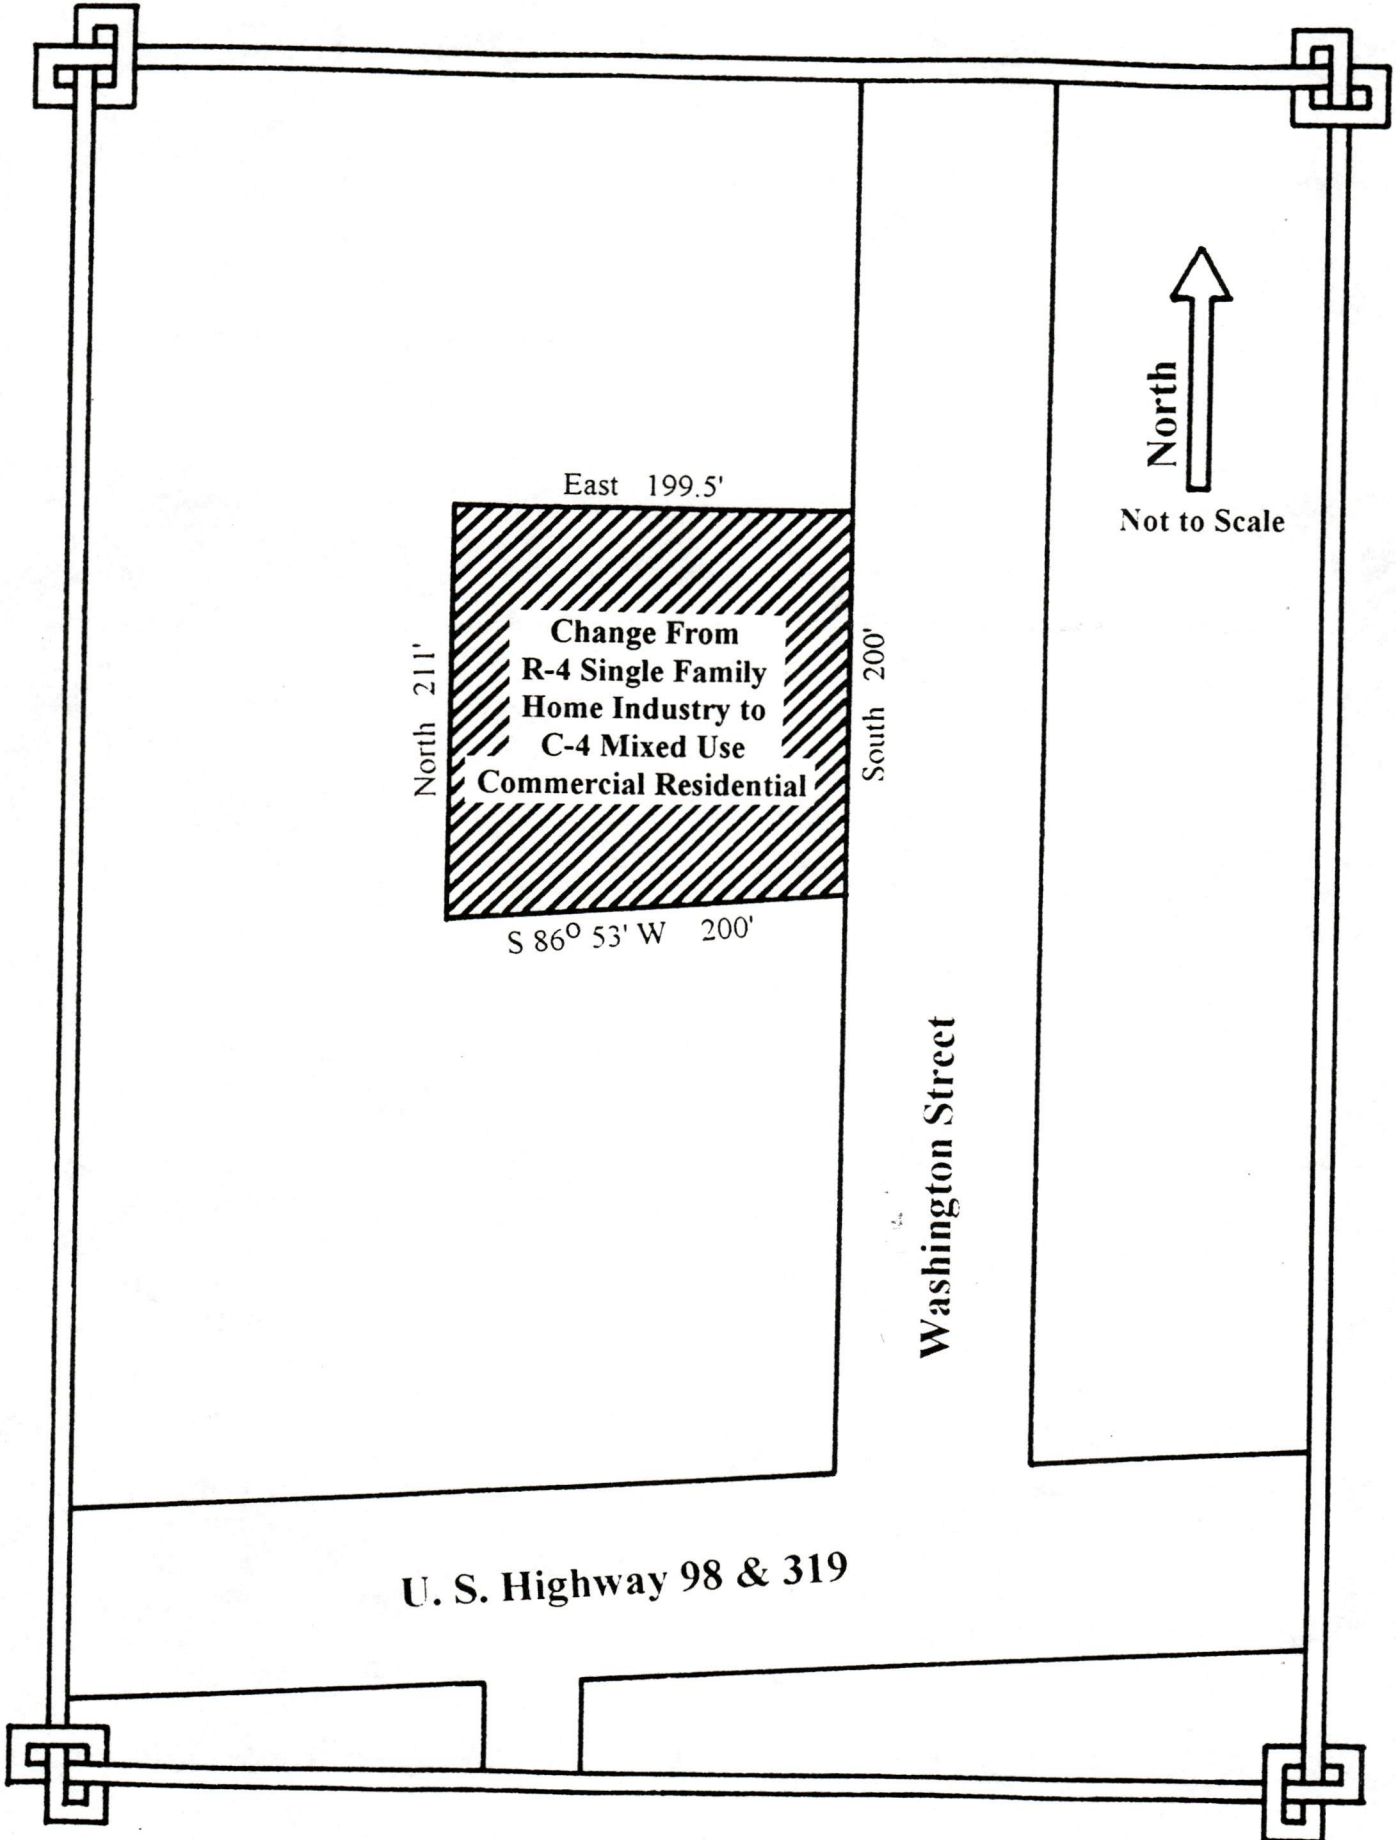 North
Not to Scale
East 199.5'
North 211'
Change From
R-4 Single Family
Home Industry to
C-4 Mixed Use
Commercial Residential
South 200'
S 86° 53' W 200'
Washington Street
U. S. Highway 98 & 319